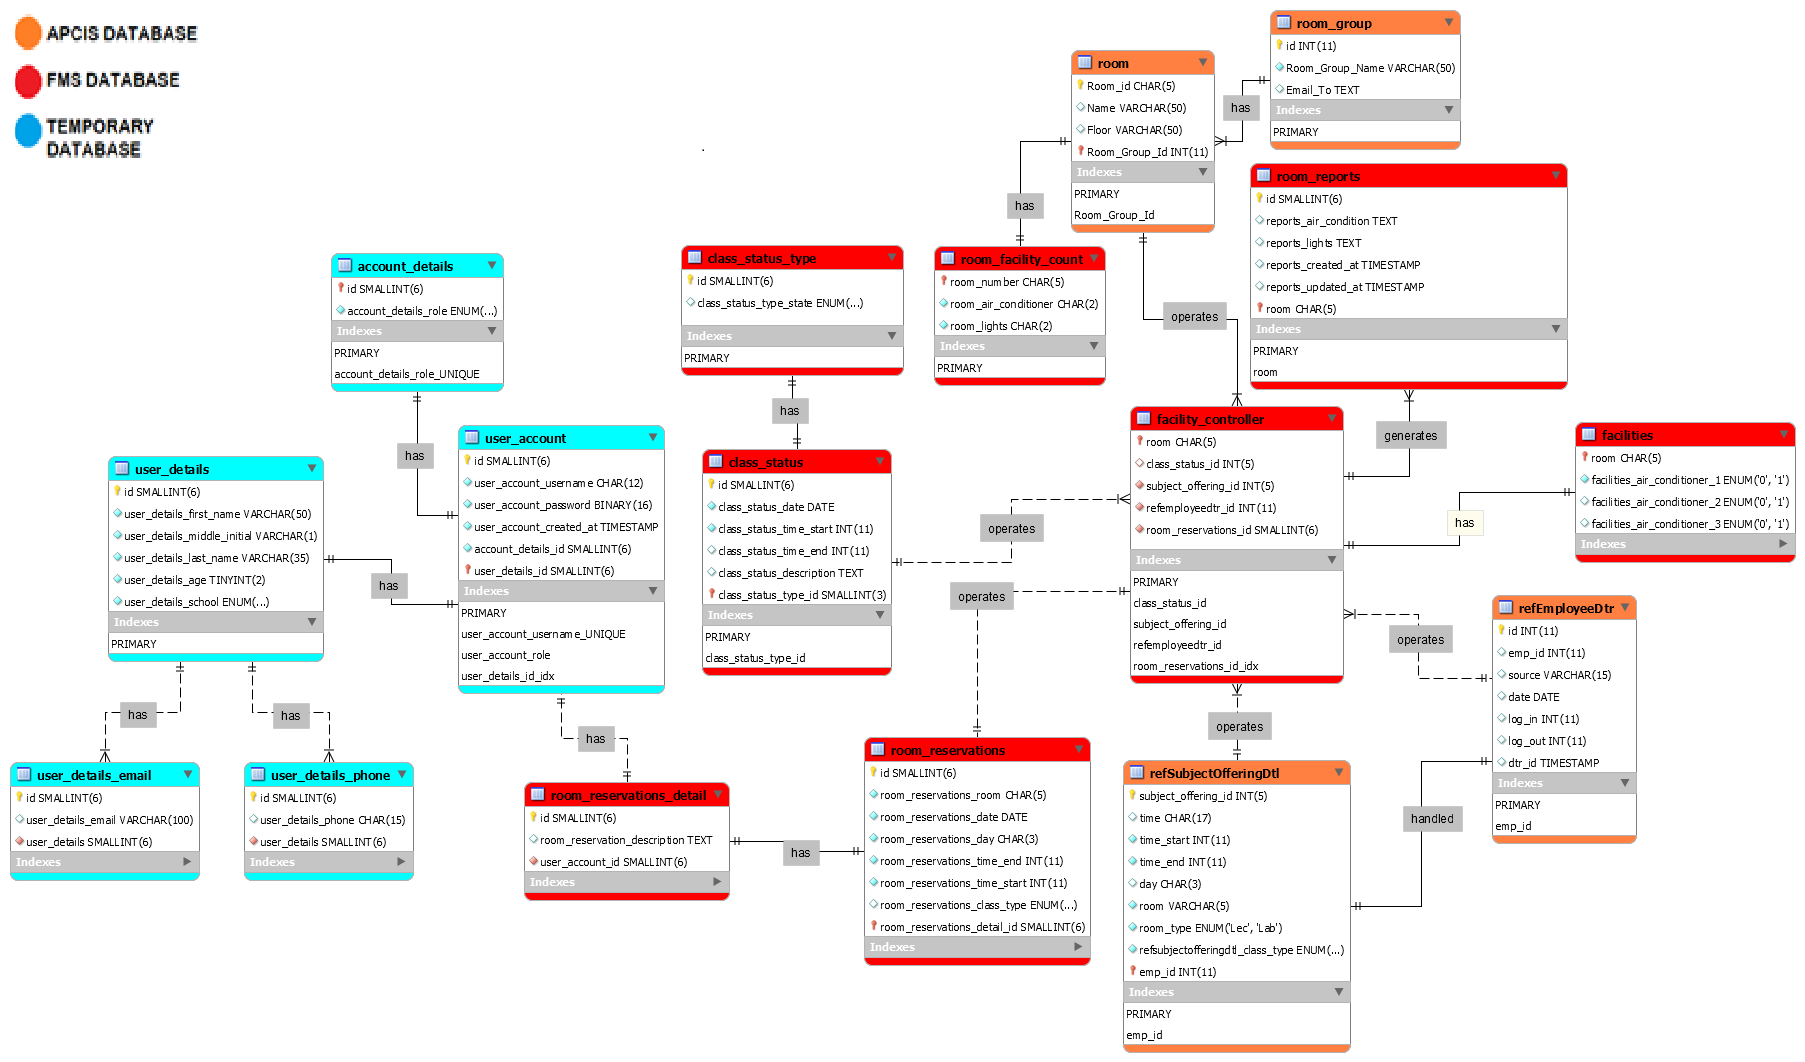 APCIS DATABASE
FMS DATABASE
TEMPORARY
DATABASE
room_group
id INT(11)
Room_Group_Name VARCHAR(50)
Email_To TEXT
Indexes
PRIMARY
has
room
Room_id CHAR(5)
Name VARCHAR(50)
Floor VARCHAR(50)
Room_Group_Id INT(11)
Indexes
PRIMARY
Room_Group_Id
has
operates
room_reports
id SMALLINT(6)
reports_air_condition TEXT
reports_lights TEXT
reports_created_at TIMESTAMP
reports_updated_at TIMESTAMP
room CHAR(5)
Indexes
PRIMARY
room
generates
account_details
id SMALLINT(6)
account_details_role ENUM(...)
Indexes
PRIMARY
account_details_role_UNIQUE
has
class_status_type
id SMALLINT(6)
class_status_type_state ENUM(...)
Indexes
PRIMARY
has
room_facility_count
room_number CHAR(5)
room_air_conditioner CHAR(2)
room_lights CHAR(2)
Indexes
PRIMARY
user_details
id SMALLINT(6)
user_details_first_name VARCHAR(50)
user_details_middle_initial VARCHAR(1)
user_details_last_name VARCHAR(35)
user_details_age TINYINT(2)
user_details_school ENUM(...)
Indexes
PRIMARY
has
has
has
user_account
id SMALLINT(6)
user_account_username CHAR(12)
user_account_password BINARY(16)
user_account_created_at TIMESTAMP
account_details_id SMALLINT(6)
user_details_id SMALLINT(6)
Indexes
PRIMARY
user_account_username_UNIQUE
user_account_role
user_details_id_idx
has
class_status
id SMALLINT(6)
class_status_date DATE
class_status_time_start INT(11)
class_status_time_end INT(11)
class_status_description TEXT
class_status_type_id SMALLINT(3)
Indexes
PRIMARY
class_status_type_id
operates
operates
facility_controller
room CHAR(5)
class_status_id INT(5)
subject_offering_id INT(5)
refemployeedtr_id INT(11)
room_reservations_id SMALLINT(6)
Indexes
PRIMARY
class_status_id
subject_offering_id
refemployeedtr_id
room_reservations_id_idx
has
operates
operates
facilities
room CHAR(5)
facilities_air_conditioner_1 ENUM('0', '1')
facilities_air_conditioner_2 ENUM('0', '1')
facilities_air_conditioner_3 ENUM('0', '1')
Indexes
refEmployeeDtr
id INT(11)
emp_id INT(11)
source VARCHAR(15)
date DATE
log_in INT(11)
log_out INT(11)
dtr_id TIMESTAMP
Indexes
PRIMARY
emp_id
handled
user_details_email
id SMALLINT(6)
user_details_email VARCHAR(100)
user_details SMALLINT(6)
Indexes
user_details_phone
id SMALLINT(6)
user_details_phone CHAR(15)
user_details SMALLINT(6)
Indexes
room_reservations_detail
id SMALLINT(6)
room_reservation_description TEXT
user_account_id SMALLINT(6)
Indexes
has
room_reservations
id SMALLINT(6)
room_reservations_room CHAR(5)
room_reservations_date DATE
room_reservations_day CHAR(3)
room_reservations_time_end INT(11)
room_reservations_time_start INT(11)
room_reservations_class_type ENUM(...)
room_reservations_detail_id SMALLINT(6)
Indexes
refSubjectOfferingDtl
subject_offering_id INT(5)
time CHAR(17)
time_start INT(11)
time_end INT(11)
day CHAR(3)
room VARCHAR(5)
room_type ENUM('Lec', 'Lab')
refsubjectofferingdtl_class_type ENUM(...)
emp_id INT(11)
Indexes
PRIMARY
emp_id